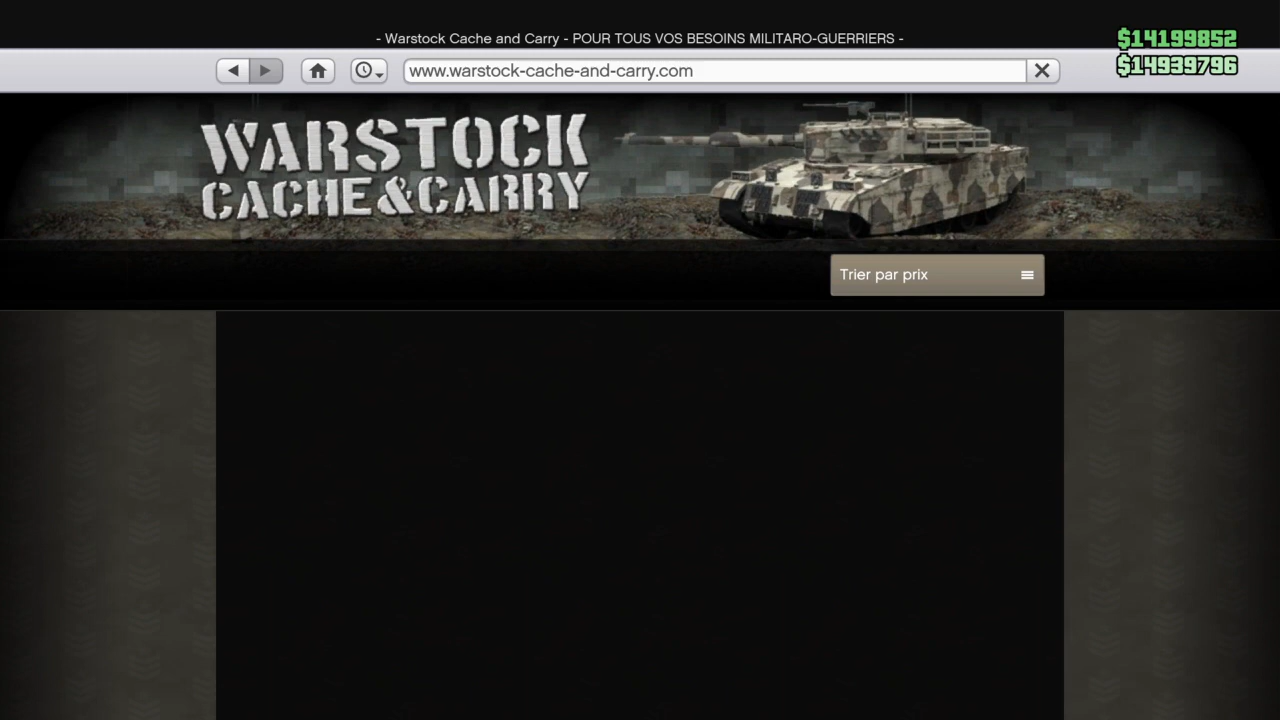 - Warstock Cache and Carry - POUR TOUS VOS BESOINS MILITARO-GUERRIERS -
$14199852
$14939796
www.warstock-cache-and-carry.com
WARSTOCK
CACHE&CARRY
Trier par prix